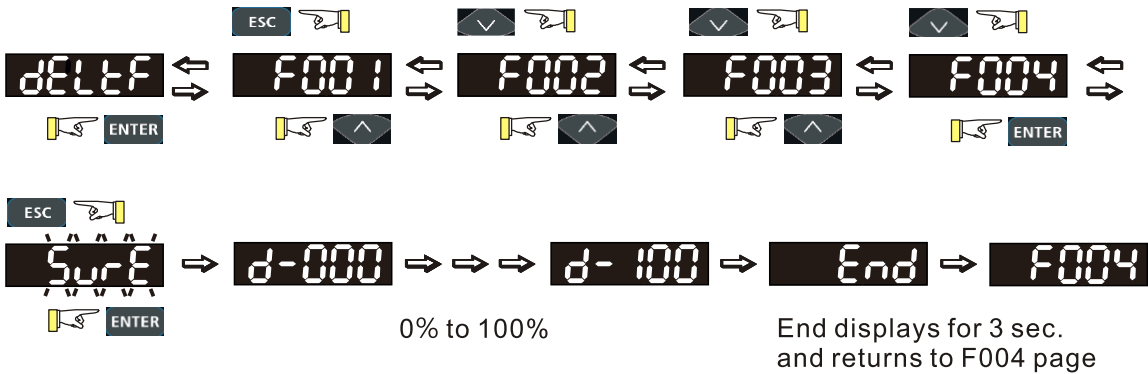 ESC
dELtF F001 F002 F003 F004
ENTER ENTER
ESC
SurE d-000 d-100 End F004
ENTER
0% to 100%
End displays for 3 sec.
and returns to F004 page